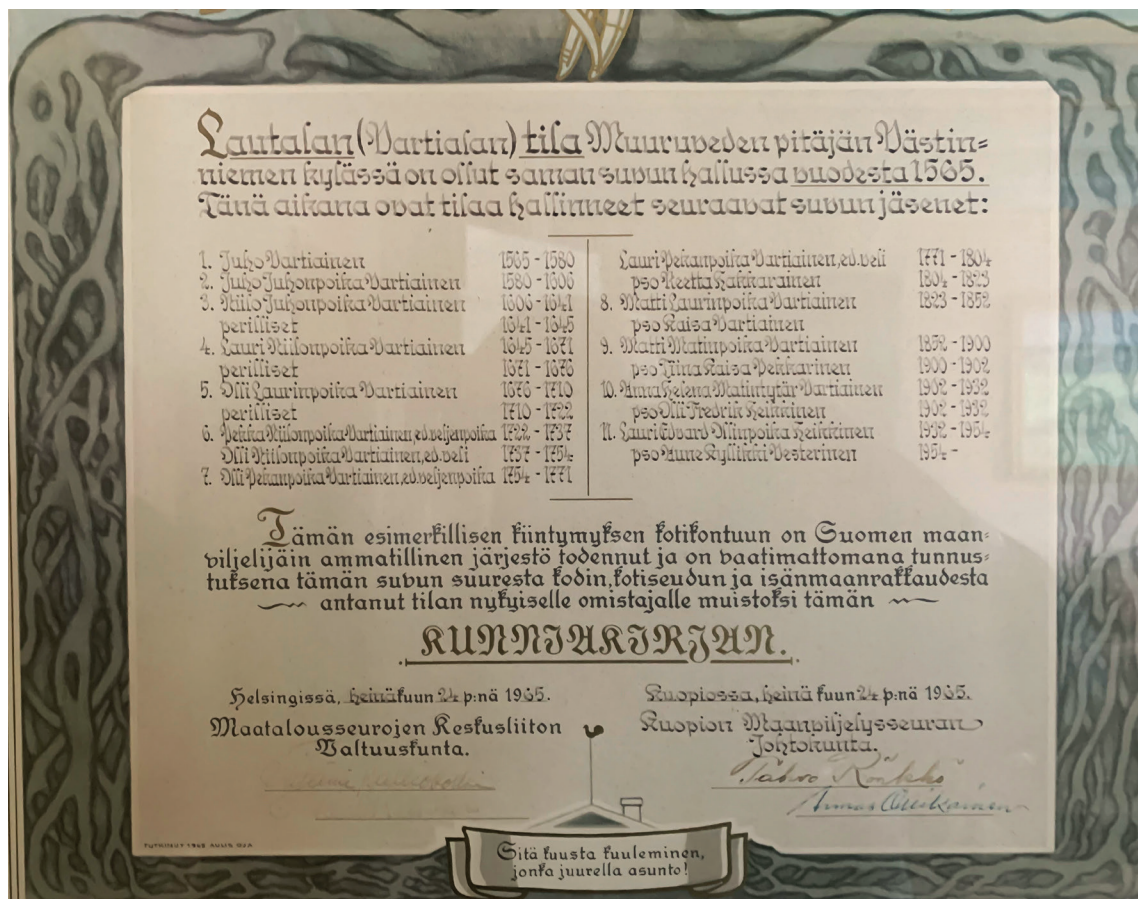 Lautalan (Vartialan) tila Muuruveden pitäjän Västin=
niemen kylässä on ollut saman suvun hallussa vuodesta 1565.
Tänä aikana ovat tilaa hallinneet seuraavat suvun jäsenet:
1. Juho Vartiainen 1565 - 1580
2. Juho Juhonpoika Vartiainen 1580 - 1606
3. Niilo Juhonpoika Vartiainen 1606 - 1641
perilliset 1641 - 1645
4. Lauri Niilonpoika Vartiainen 1645 - 1671
perilliset 1671 - 1676
5. Olli Laurinpoika Vartiainen 1676 - 1710
perilliset 1710 - 1722
6. Pekka Niilonpoika Vartiainen, ed. veljenpoika 1722 - 1737
Olli Niilonpoika Vartiainen, ed. veli 1737 - 1754
7. Olli Pekanpoika Vartiainen, ed. veljenpoika 1754 - 1771
Lauri Pekanpoika Vartiainen, ed. veli 1771 - 1804
pso Reetta Kakkarainen 1804 - 1823
8. Matti Laurinpoika Vartiainen 1823 - 1852
pso Kaisa Vartiainen
9. Matti Matinpoika Vartiainen 1852 - 1900
pso Tiina Kaisa Pekkarinen 1900 - 1902
10. Anna Helena Matintytär Vartiainen 1902 - 1932
pso Olli Fredrik Heikkinen 1902 - 1932
11. Lauri Edvard Ollinpoika Heikkinen 1932 - 1954
pso Aune Kyllikki Vesterinen 1954 -
Tämän esimerkillisen kiintymyksen kotikontuun on Suomen maan=
viljelijäin ammatillinen järjestö todennut ja on vaatimattomana tunnus=
tuksena tämän suvun suuresta kodin, kotiseudun ja isänmaanrakkaudesta
antanut tilan nykyiselle omistajalle muistoksi tämän
KUNNIAKIRJAN.
Helsingissä, heinäkuun 24 p:nä 1965.
Maatalousseurojen Keskusliiton
Valtuuskunta.
Kuopiossa, heinä kuun 24 p:nä 1965.
Kuopion Maanviljelysseuran
Johtokunta.
Tahvo Rönkkö
TUTKINUT 1965 AULIS OJA
Sitä kuusta kuuleminen,
jonka juurella asunto!